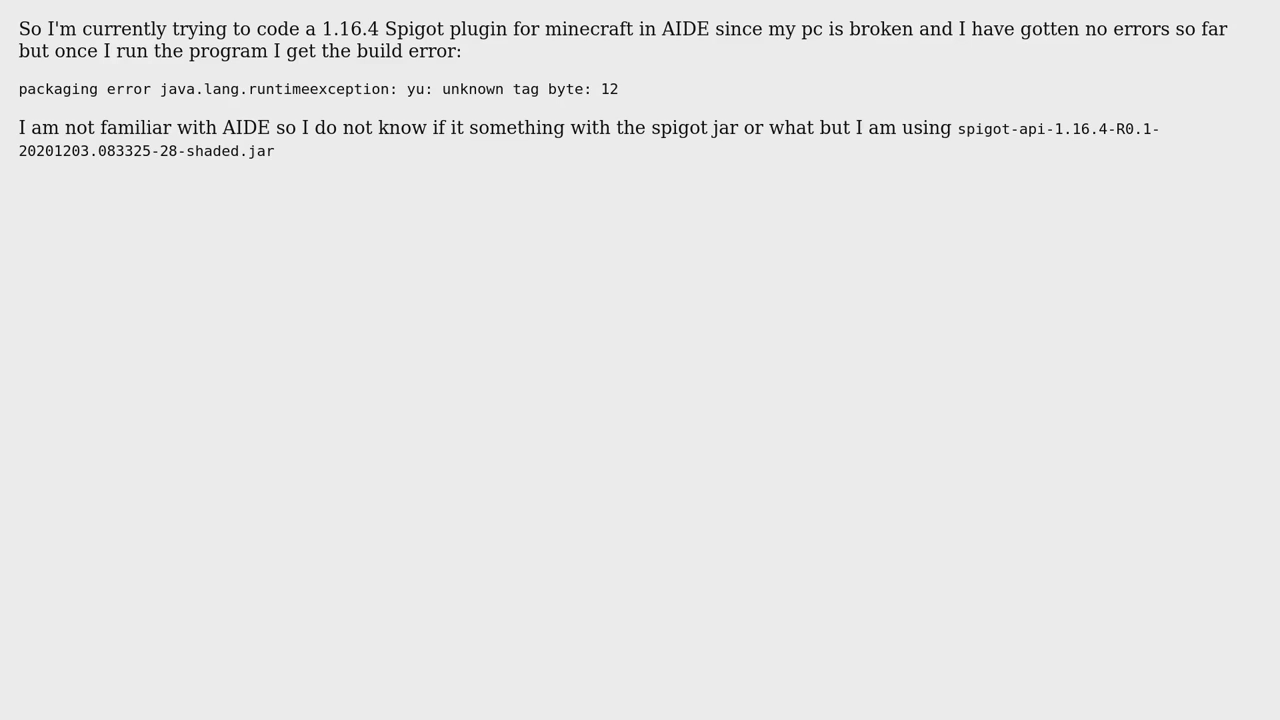 So I'm currently trying to code a 1.16.4 Spigot plugin for minecraft in AIDE since my pc is broken and I have gotten no errors so far
but once I run the program I get the build error:
packaging error java.lang.runtimeexception: yu: unknown tag byte: 12
I am not familiar with AIDE so I do not know if it something with the spigot jar or what but I am using spigot-api-1.16.4-R0.1-
20201203.083325-28-shaded.jar